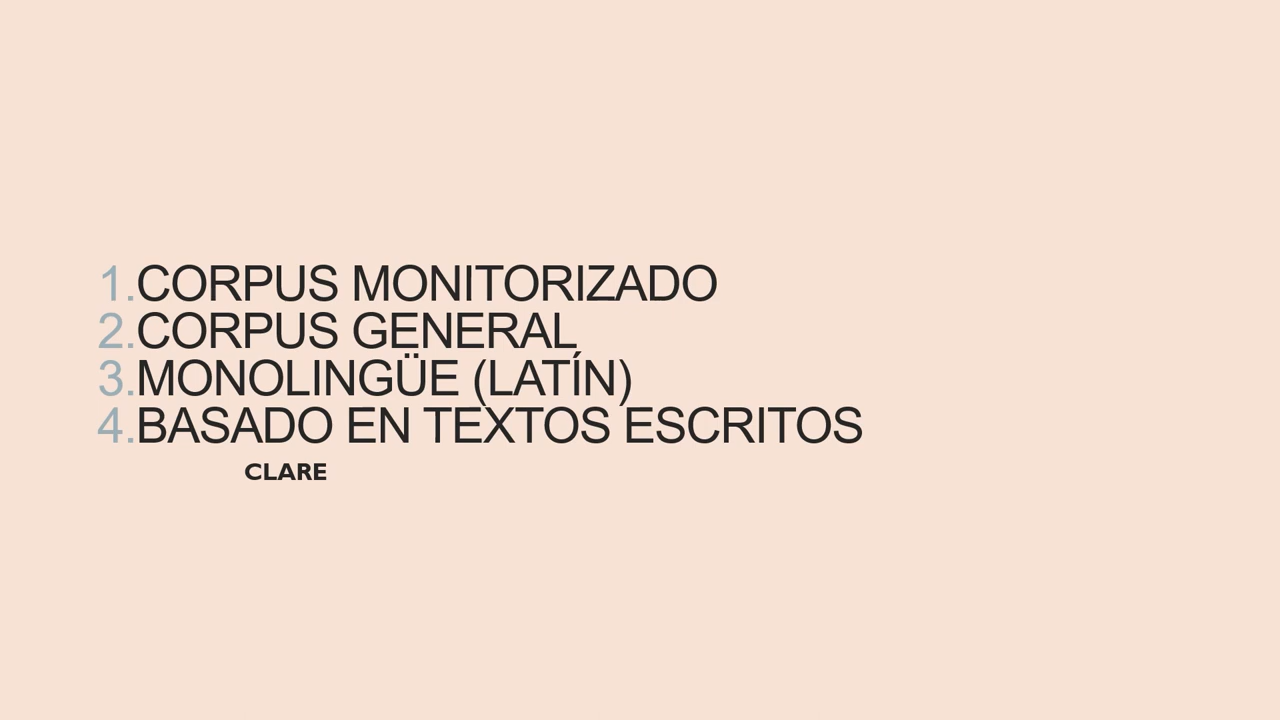 1.CORPUS MONITORIZADO
2.CORPUS GENERAL
3.MONOLINGÜE (LATÍN)
4.BASADO EN TEXTOS ESCRITOS
CLARE